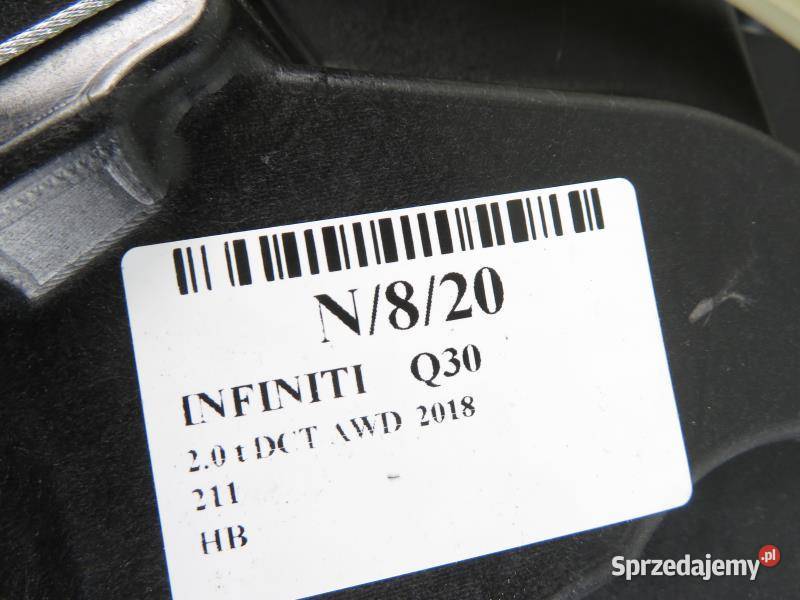 N/8/20
INFINITI Q30
2.0 t DCT AWD 2018
211
HB
Sprzedajemy.pl